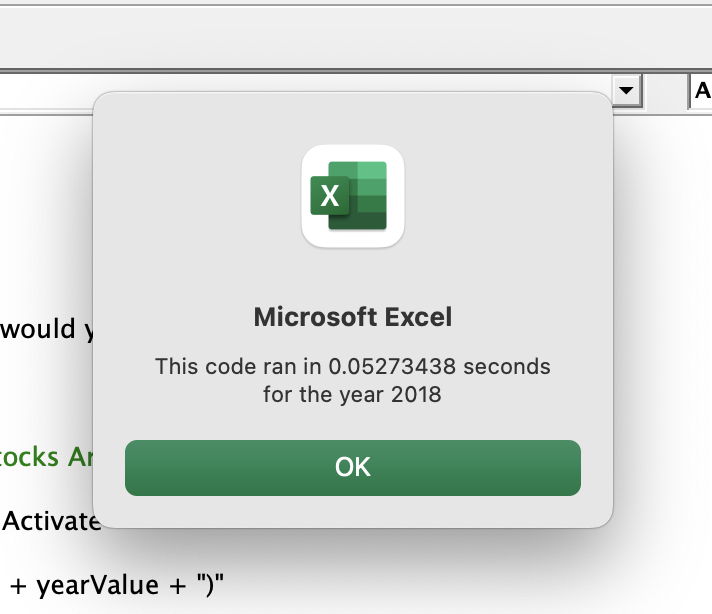 A
X
would y
Microsoft Excel
This code ran in 0.05273438 seconds
for the year 2018
tocks Ar
OK
Activate
+ yearValue + ")"